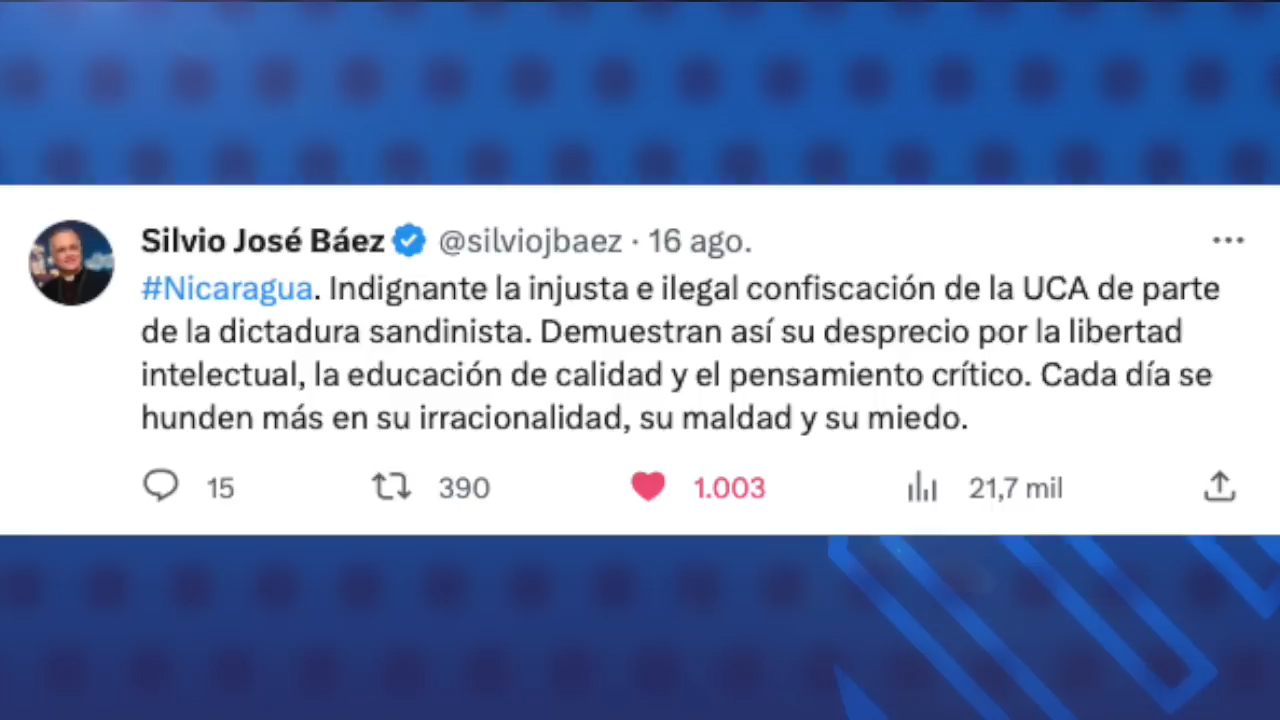 Silvio José Báez @silviojbaez · 16 ago.
#Nicaragua. Indignante la injusta e ilegal confiscación de la UCA de parte
de la dictadura sandinista. Demuestran así su desprecio por la libertad
intelectual, la educación de calidad y el pensamiento crítico. Cada día se
hunden más en su irracionalidad, su maldad y su miedo.
15 390 1.003 21,7 mil